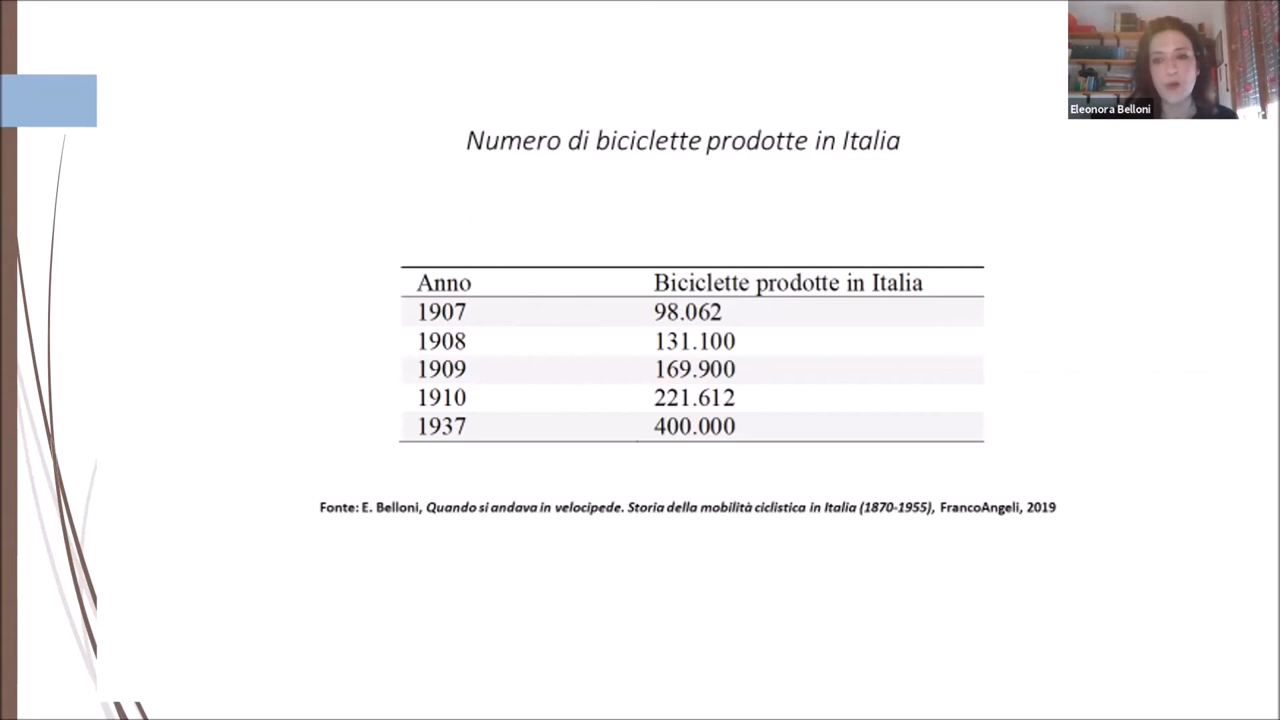 Eleonora Belloni
Numero di biciclette prodotte in Italia
Anno Biciclette prodotte in Italia
1907 98.062
1908 131.100
1909 169.900
1910 221.612
1937 400.000
Fonte: E. Belloni, Quando si andava in velocipede. Storia della mobilità ciclistica in Italia (1870-1955), FrancoAngeli, 2019